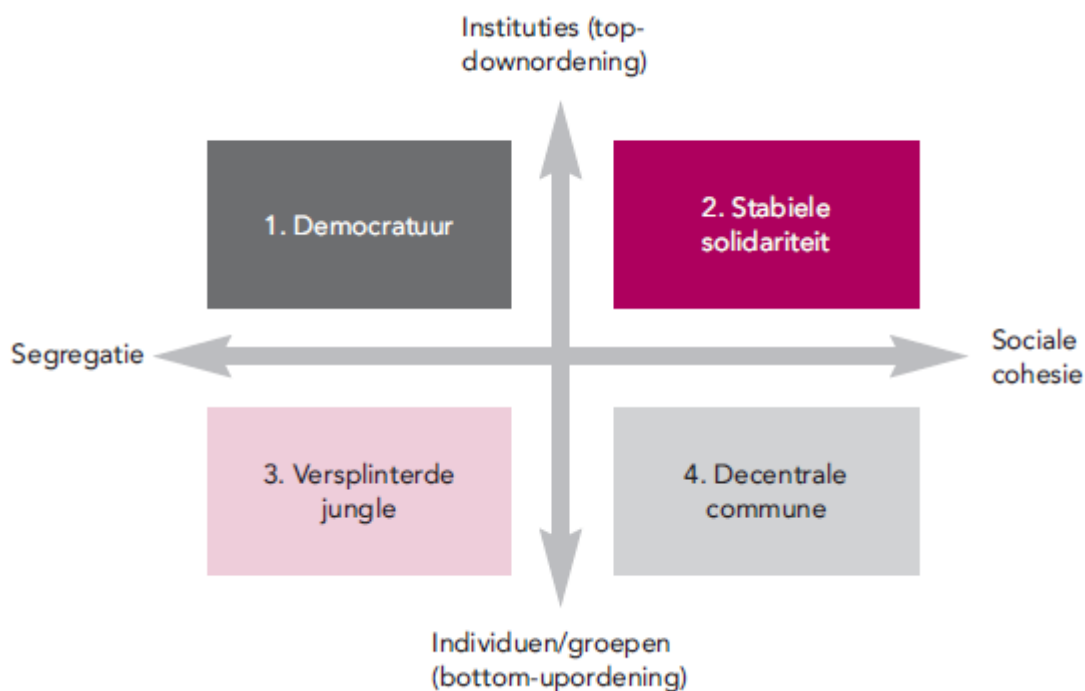 Instituties (top-
downordening)
1. Democratuur
2. Stabiele
solidariteit
Segregatie
Sociale
cohesie
3. Versplinterde
jungle
4. Decentrale
commune
Individuen/groepen
(bottom-upordening)